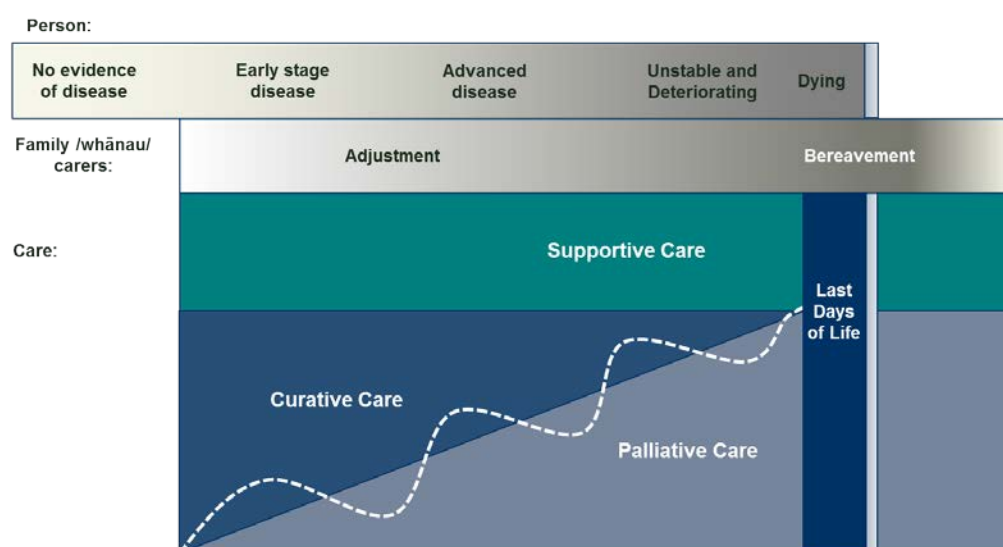 Person:
No evidence
of disease
Early stage
disease
Advanced
disease
Unstable and
Deteriorating
Dying
Family /whānau/
carers:
Adjustment
Bereavement
Care:
Supportive Care
Last
Days
of Life
Curative Care
Palliative Care